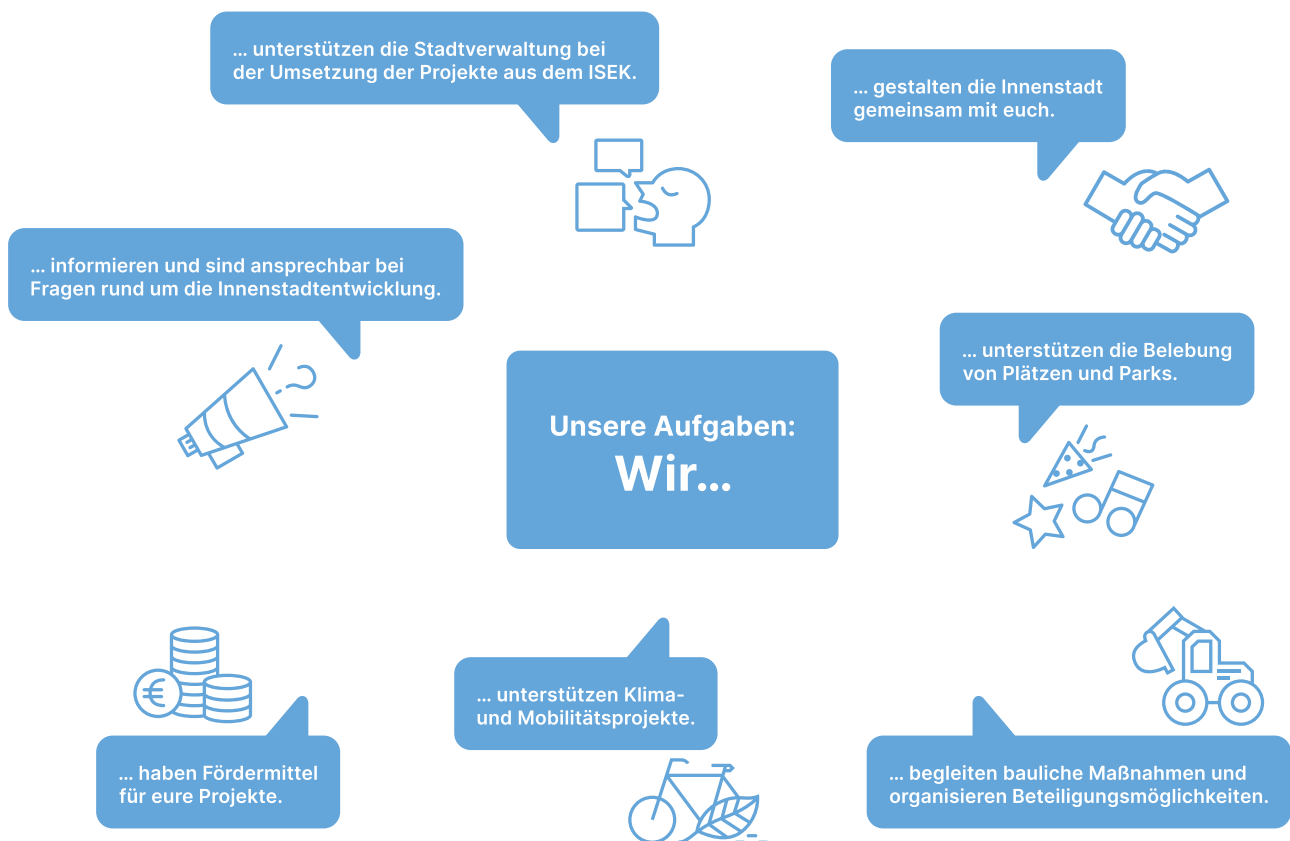 … unterstützen die Stadtverwaltung bei
der Umsetzung der Projekte aus dem ISEK.
… gestalten die Innenstadt
gemeinsam mit euch.
… informieren und sind ansprechbar bei
Fragen rund um die Innenstadtentwicklung.
… unterstützen die Belebung
von Plätzen und Parks.
Unsere Aufgaben:
Wir…
… unterstützen Klima-
und Mobilitätsprojekte.
… haben Fördermittel
für eure Projekte.
… begleiten bauliche Maßnahmen und
organisieren Beteiligungsmöglichkeiten.